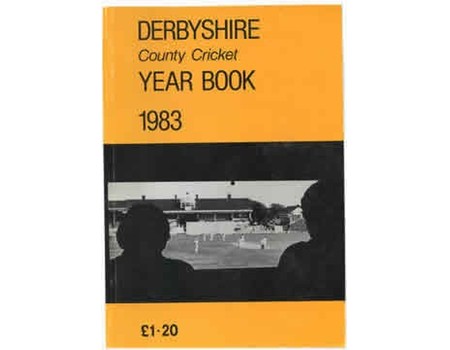 DERBYSHIRE
County Cricket
YEAR BOOK
1983
£1·20